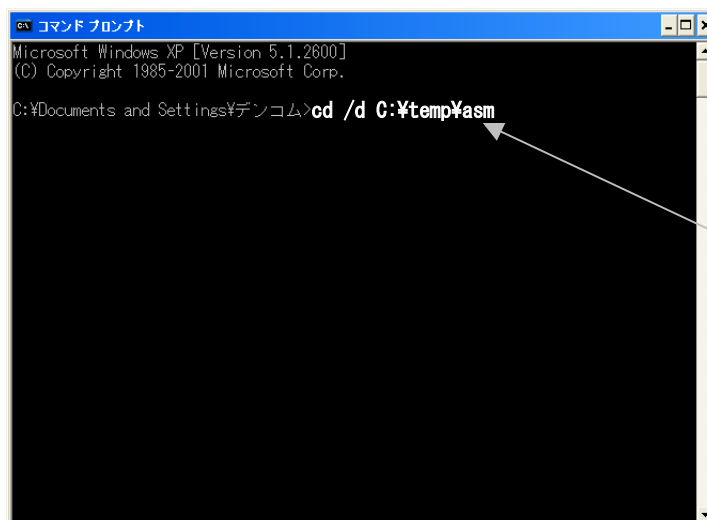 コマンド プロンプト
Microsoft Windows XP [Version 5.1.2600]
(C) Copyright 1985-2001 Microsoft Corp.
C:¥Documents and Settings¥デンコム>cd /d C:¥temp¥asm